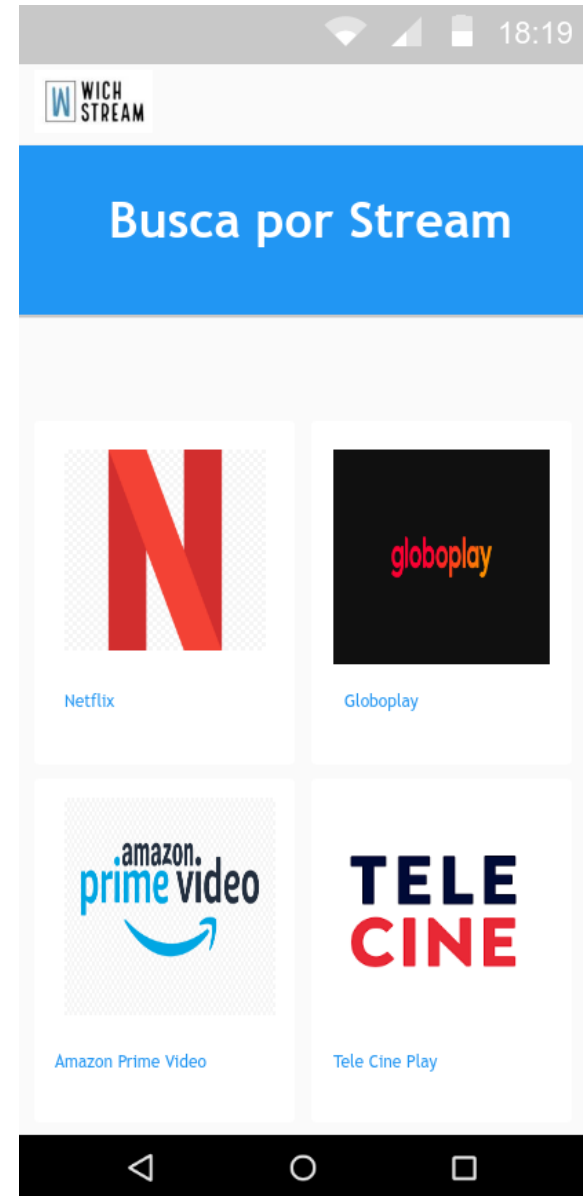 18:19
W WICH
STREAM
Busca por Stream
N
globoplay
Netflix
Globoplay
amazon
prime video
TELE
CINE
Amazon Prime Video
Tele Cine Play